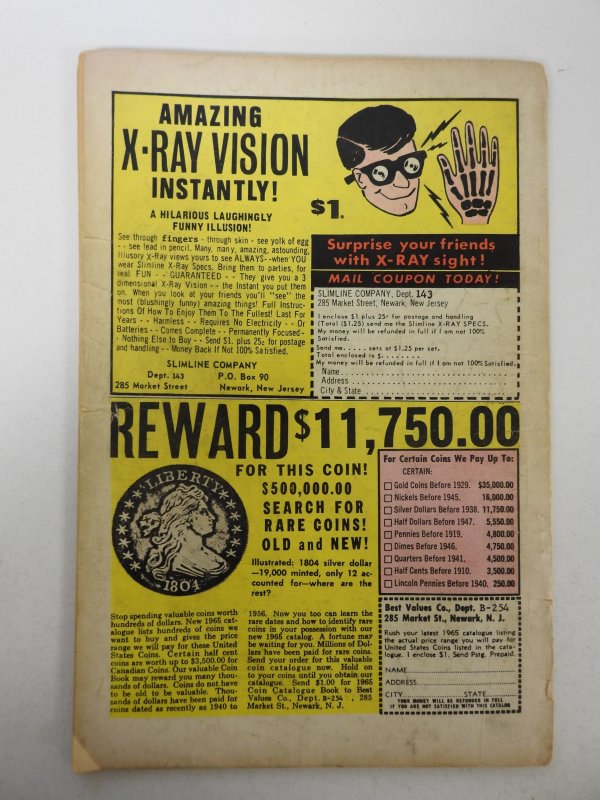 AMAZING
X-RAY VISION
INSTANTLY!
A HILARIOUS LAUGHINGLY
FUNNY ILLUSION!
See through fingers - through skin - see yolk of egg
- - see lead in pencil. Many, many, amazing, astounding,
Illusory X-Ray views yours to see ALWAYS- -when YOU
wear Slimline X-Ray Specs. Bring them to parties, for
real FUN - - GUARANTEED - - They give you a 3
dimensional X-Ray Vision - - the Instant you put them
on. When you look at your friends you'll "see" the
most (blushingly funny) amazing things! Full Instruc-
tions Of How To Enjoy Them To The Fullest! Last For
Years - - Harmless - - Requires No Electricity - - Or
Batteries - - Comes Complete - - Permanently Focused-
- Nothing Else to Buy - - Send $1. plus 25¢ for postage
and handling - - Money Back If Not 100% Satisfied.
SLIMLINE COMPANY
Dept. 143 P.O. Box 90
285 Market Street Newark, New Jersey
$1.
Surprise your friends
with X-RAY sight!
MAIL COUPON TODAY!
SLIMLINE COMPANY, Dept. 143
285 Market Street, Newark, New Jersey
I enclose $1 plus 25¢ for postage and handling
(Total ($1.25) send me the Slimline X-RAY SPECS.
My money will be refunded in full if I am not 100%
Satisfied.
Send me..... sets at $1.25 per set.
Total enclosed is $.........
My money will be refunded in full if I am not 100% Satisfied.
Name
Address
City & State
REWARD $11,750.00
FOR THIS COIN!
$500,000.00
SEARCH FOR
RARE COINS!
OLD and NEW!
LIBERTY
1804
Illustrated: 1804 silver dollar
—19,000 minted, only 12 ac-
counted for—where are the
rest?
Stop spending valuable coins worth
hundreds of dollars. New 1965 cat-
alogue lists hundreds of coins we
want to buy and gives the price
range we will pay for these United
States Coins. Certain half cent
coins are worth up to $3,500.00 for
Canadian Coins. Our valuable Coin
Book may reward you many thou-
sands of dollars. Coins do not have
to be old to be valuable. Thou-
sands of dollars have been paid for
coins dated as recently as 1940 to
1956. Now you too can learn the
rare dates and how to identify rare
coins in your possession with our
new 1965 catalog. A fortune may
be waiting for you. Millions of Dol-
lars have been paid for rare coins.
Send your order for this valuable
coin catalogue now. Hold on
to your coins until you obtain our
catalogue. Send $1.00 for 1965
Coin Catalogue Book to Best
Values Co., Dept. B-254 , 285
Market St., Newark, N. J.
For Certain Coins We Pay Up To:
CERTAIN:
Gold Coins Before 1929. $35,000.00
Nickels Before 1945. 16,000.00
Silver Dollars Before 1938. 11,750.00
Half Dollars Before 1947. 5,550.00
Pennies Before 1919. 4,800.00
Dimes Before 1946. 4,750.00
Quarters Before 1941. 4,500.00
Half Cents Before 1910. 3,500.00
Lincoln Pennies Before 1940. 250.00
Best Values Co., Dept. B-254
285 Market St., Newark, N. J.
Rush your latest 1965 catalogue listing
the actual price range you will pay for
United States Coins listed in the cata-
logue. I enclose $1. Send Pstg. Prepaid.
NAME
ADDRESS
CITY STATE
YOUR MONEY WILL BE REFUNDED IN FULL
IF YOU ARE NOT SATISFIED WITH THIS CATALOG